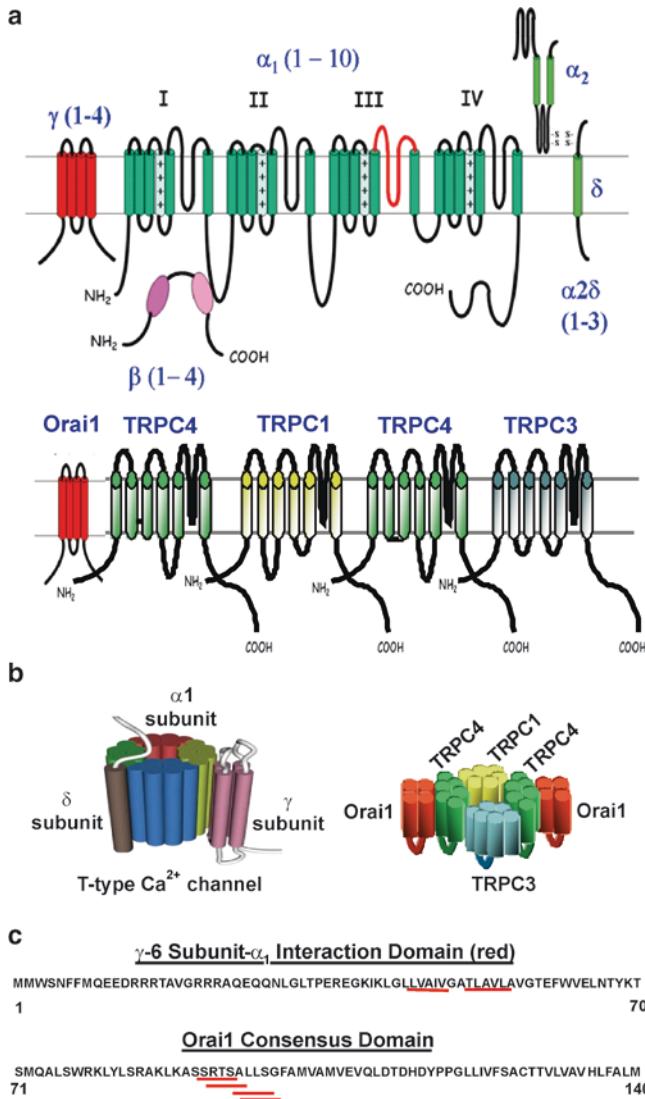 a
α₁ (1 – 10)
α₂
I II III IV
γ (1-4)
-s s-
-s s-
δ
NH₂
COOH
α2δ
(1-3)
NH₂
COOH
β (1– 4)
Orai1 TRPC4 TRPC1 TRPC4 TRPC3
NH₂ NH₂ NH₂
COOH COOH COOH COOH
b
α1
subunit
δ
subunit
γ
subunit
T-type Ca²⁺ channel
TRPC4 TRPC1 TRPC4
Orai1 Orai1
TRPC3
c
γ-6 Subunit-α₁ Interaction Domain (red)
MMWSNFFMQEEDRRRTAVGRRRAQEQQNLGLTPEREGKIKLGLLVAIVGATLAVLAVGTEFWVELNTYKT
1 70
Orai1 Consensus Domain
SMQALSWRKLYLSRAKLKASSRTSALLSGFAMVAMVEVQLDTDHDYPPGLLIVFSACTTVLVAVHLFALM
71 140